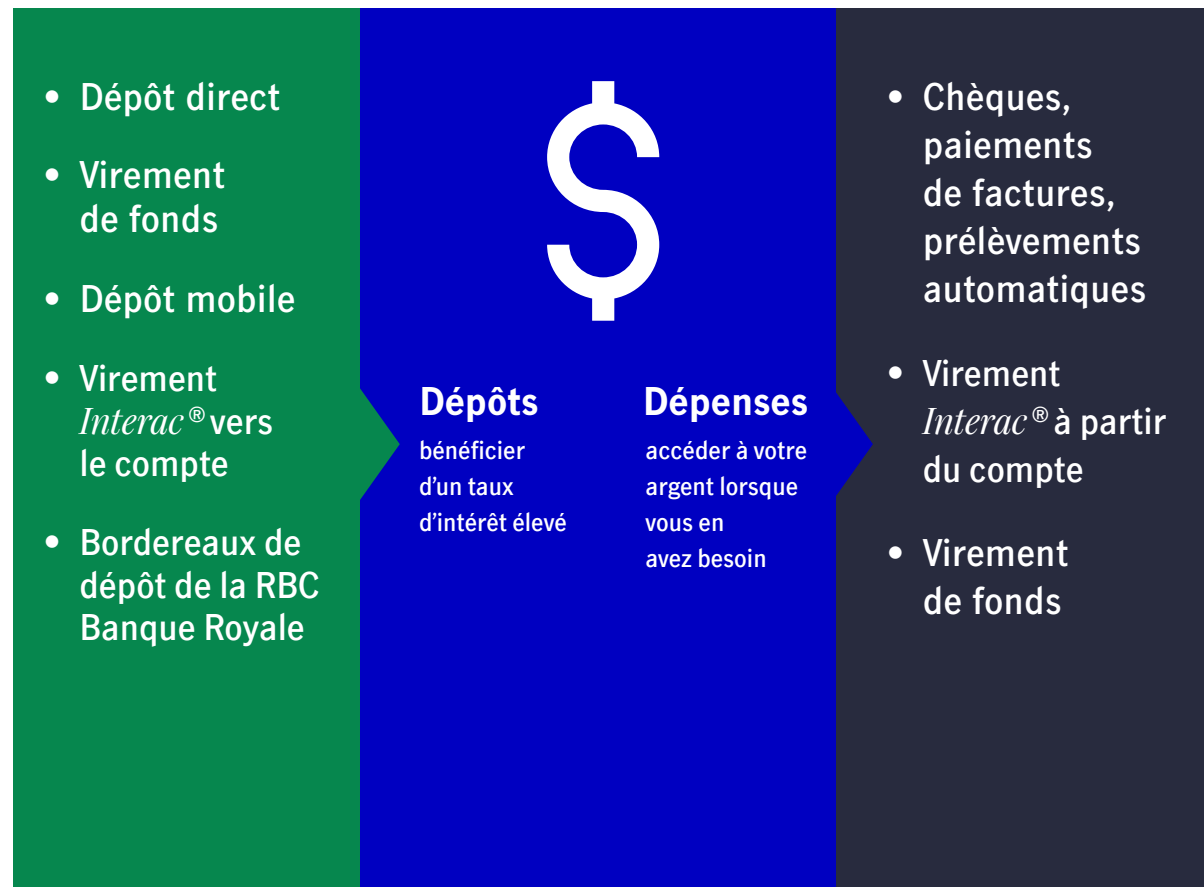 • Dépôt direct
• Virement
de fonds
• Dépôt mobile
• Virement
Interac® vers
le compte
• Bordereaux de
dépôt de la RBC
Banque Royale
$
Dépôts
bénéficier
d'un taux
d'intérêt élevé
Dépenses
accéder à votre
argent lorsque
vous en
avez besoin
• Chèques,
paiements
de factures,
prélèvements
automatiques
• Virement
Interac® à partir
du compte
• Virement
de fonds